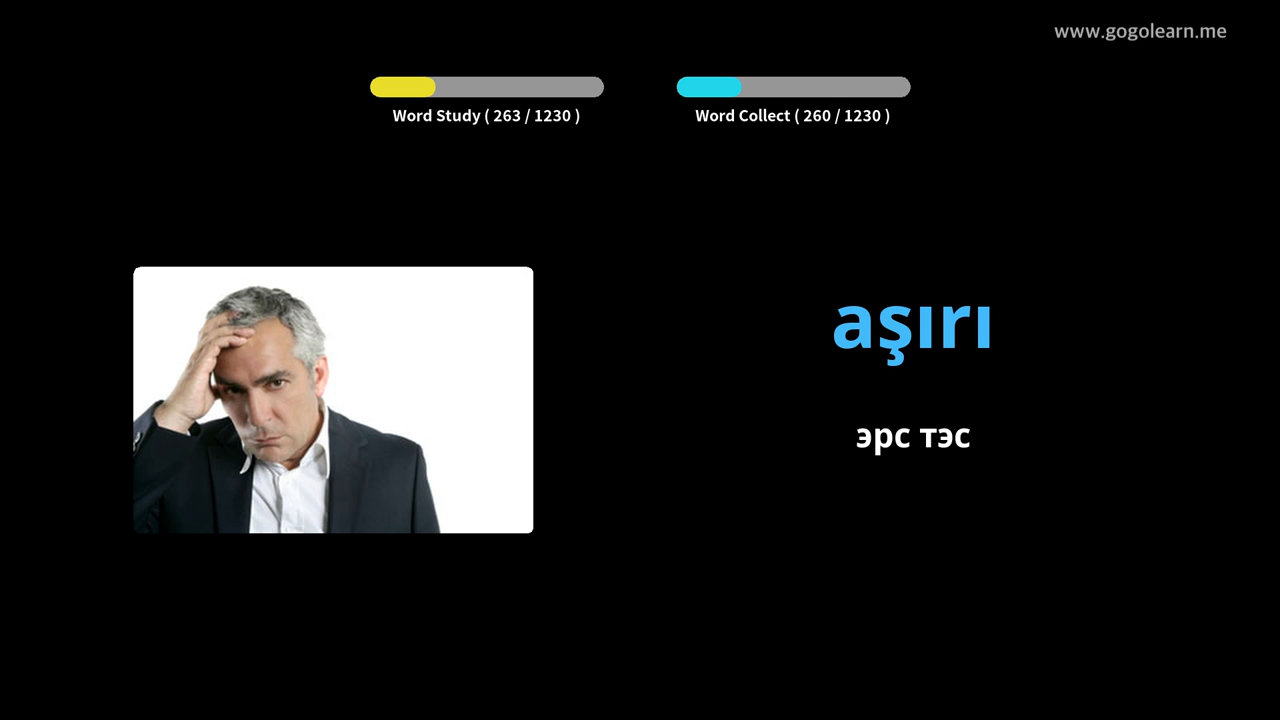 www.gogolearn.me
Word Study ( 263 / 1230 )
Word Collect ( 260 / 1230 )
aşırı
эрс тэс